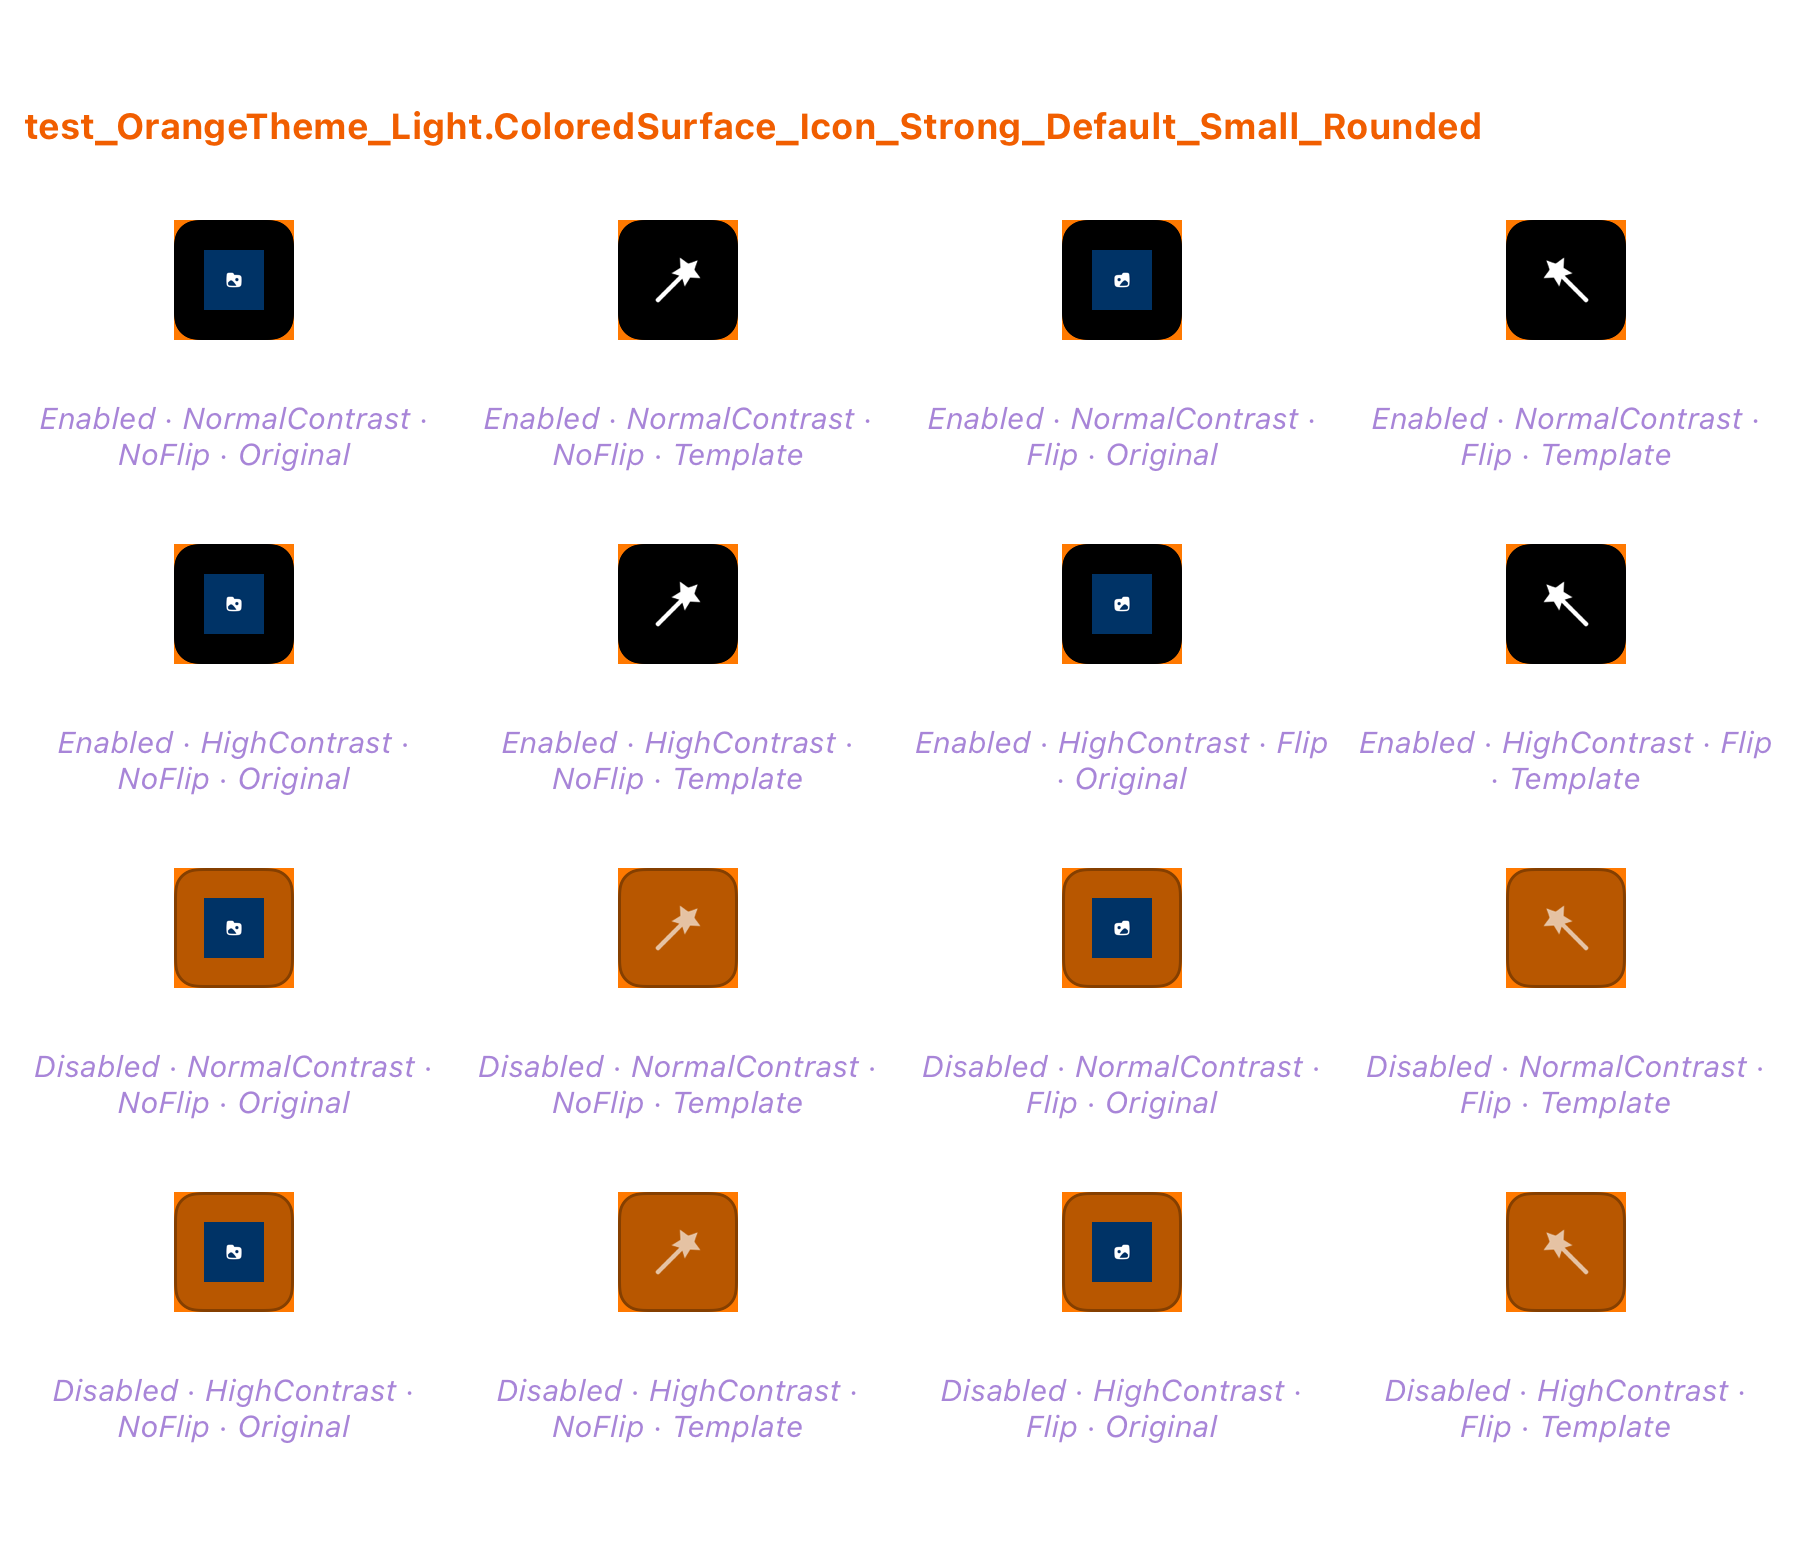 test_OrangeTheme_Light.ColoredSurface_Icon_Strong_Default_Small_Rounded
Enabled · NormalContrast ·
NoFlip · Original
Enabled · NormalContrast ·
NoFlip · Template
Enabled · NormalContrast ·
Flip · Original
Enabled · NormalContrast ·
Flip · Template
Enabled · HighContrast ·
NoFlip · Original
Enabled · HighContrast ·
NoFlip · Template
Enabled · HighContrast · Flip
· Original
Enabled · HighContrast · Flip
· Template
Disabled · NormalContrast ·
NoFlip · Original
Disabled · NormalContrast ·
NoFlip · Template
Disabled · NormalContrast ·
Flip · Original
Disabled · NormalContrast ·
Flip · Template
Disabled · HighContrast ·
NoFlip · Original
Disabled · HighContrast ·
NoFlip · Template
Disabled · HighContrast ·
Flip · Original
Disabled · HighContrast ·
Flip · Template